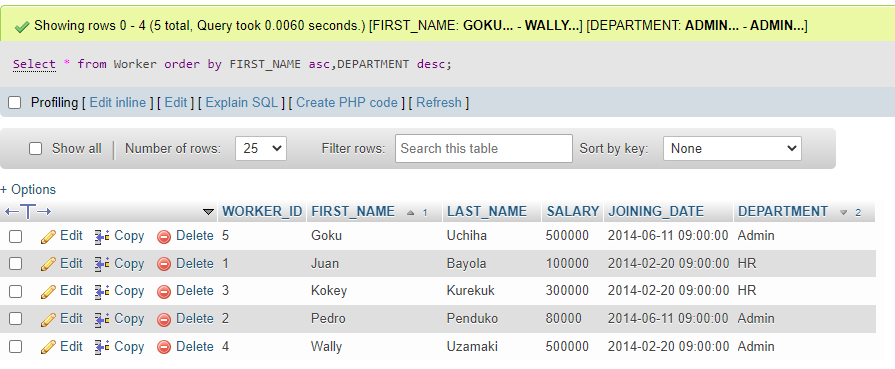 Showing rows 0 - 4 (5 total, Query took 0.0060 seconds.) [FIRST_NAME: GOKU... - WALLY...] [DEPARTMENT: ADMIN... - ADMIN...]
Select * from Worker order by FIRST_NAME asc,DEPARTMENT desc;
Profiling [ Edit inline ] [ Edit ] [ Explain SQL ] [ Create PHP code ] [ Refresh ]
Show all | Number of rows: 25 Filter rows: Search this table Sort by key: None
+ Options
←T→ WORKER_ID FIRST_NAME 1 LAST_NAME SALARY JOINING_DATE DEPARTMENT 2
Edit Copy Delete 5 Goku Uchiha 500000 2014-06-11 09:00:00 Admin
Edit Copy Delete 1 Juan Bayola 100000 2014-02-20 09:00:00 HR
Edit Copy Delete 3 Kokey Kurekuk 300000 2014-02-20 09:00:00 HR
Edit Copy Delete 2 Pedro Penduko 80000 2014-06-11 09:00:00 Admin
Edit Copy Delete 4 Wally Uzamaki 500000 2014-02-20 09:00:00 Admin